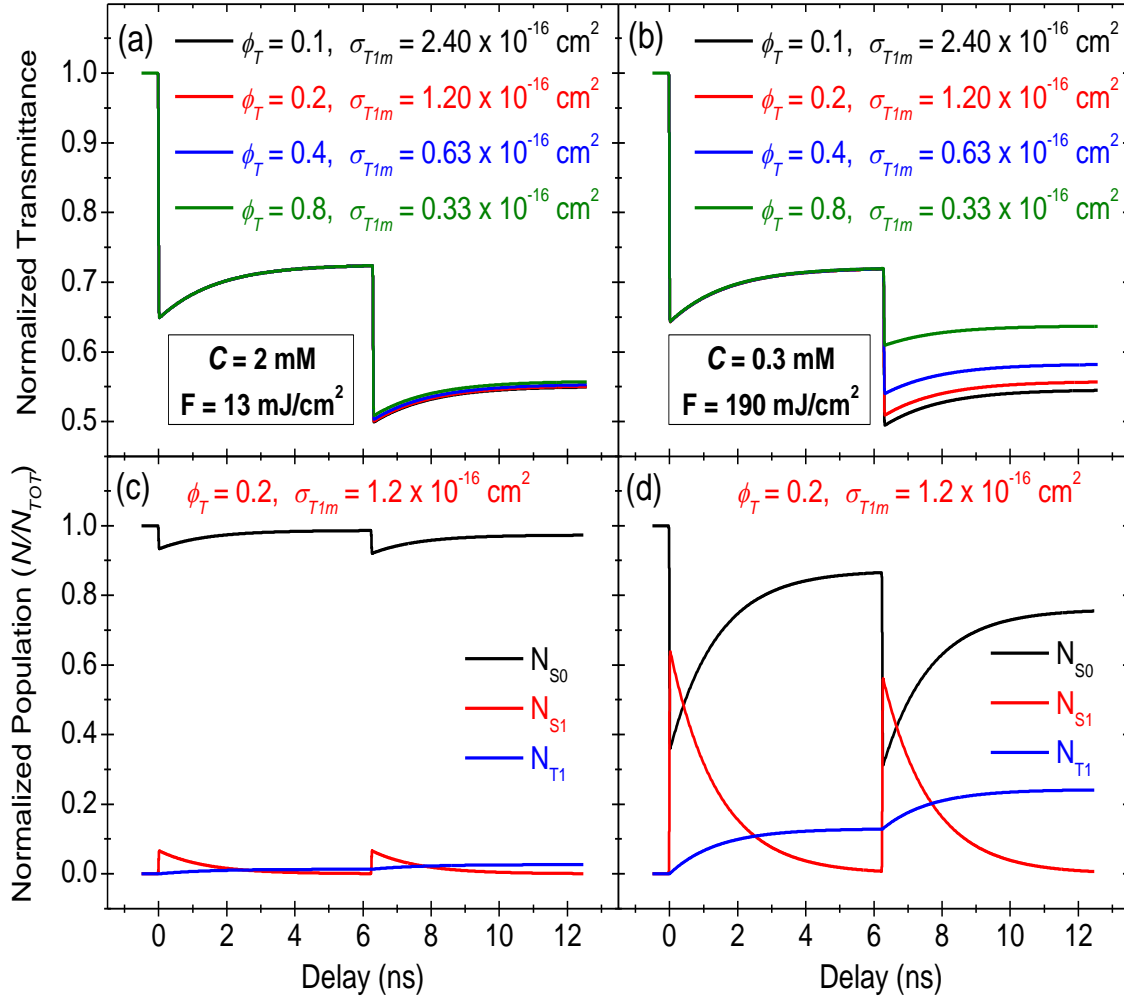 (a)
ϕT = 0.1, σT1m = 2.40 x 10-16 cm2
ϕT = 0.2, σT1m = 1.20 x 10-16 cm2
ϕT = 0.4, σT1m = 0.63 x 10-16 cm2
ϕT = 0.8, σT1m = 0.33 x 10-16 cm2
C = 2 mM
F = 13 mJ/cm2
Normalized Transmittance
1.0
0.9
0.8
0.7
0.6
0.5
(b)
ϕT = 0.1, σT1m = 2.40 x 10-16 cm2
ϕT = 0.2, σT1m = 1.20 x 10-16 cm2
ϕT = 0.4, σT1m = 0.63 x 10-16 cm2
ϕT = 0.8, σT1m = 0.33 x 10-16 cm2
C = 0.3 mM
F = 190 mJ/cm2
(c)
ϕT = 0.2, σT1m = 1.2 x 10-16 cm2
Normalized Population (N/NTOT)
1.0
0.8
0.6
0.4
0.2
0.0
NS0
NS1
NT1
0 2 4 6 8 10 12
Delay (ns)
(d)
ϕT = 0.2, σT1m = 1.2 x 10-16 cm2
NS0
NS1
NT1
0 2 4 6 8 10 12
Delay (ns)